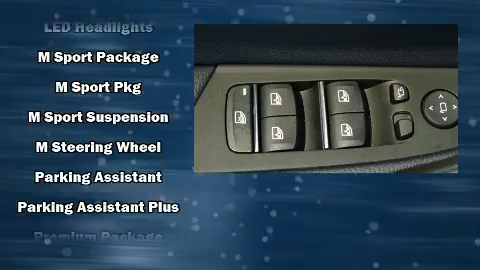 LED Headlights
M Sport Package
M Sport Pkg
M Sport Suspension
M Steering Wheel
Parking Assistant
Parking Assistant Plus
Premium Package